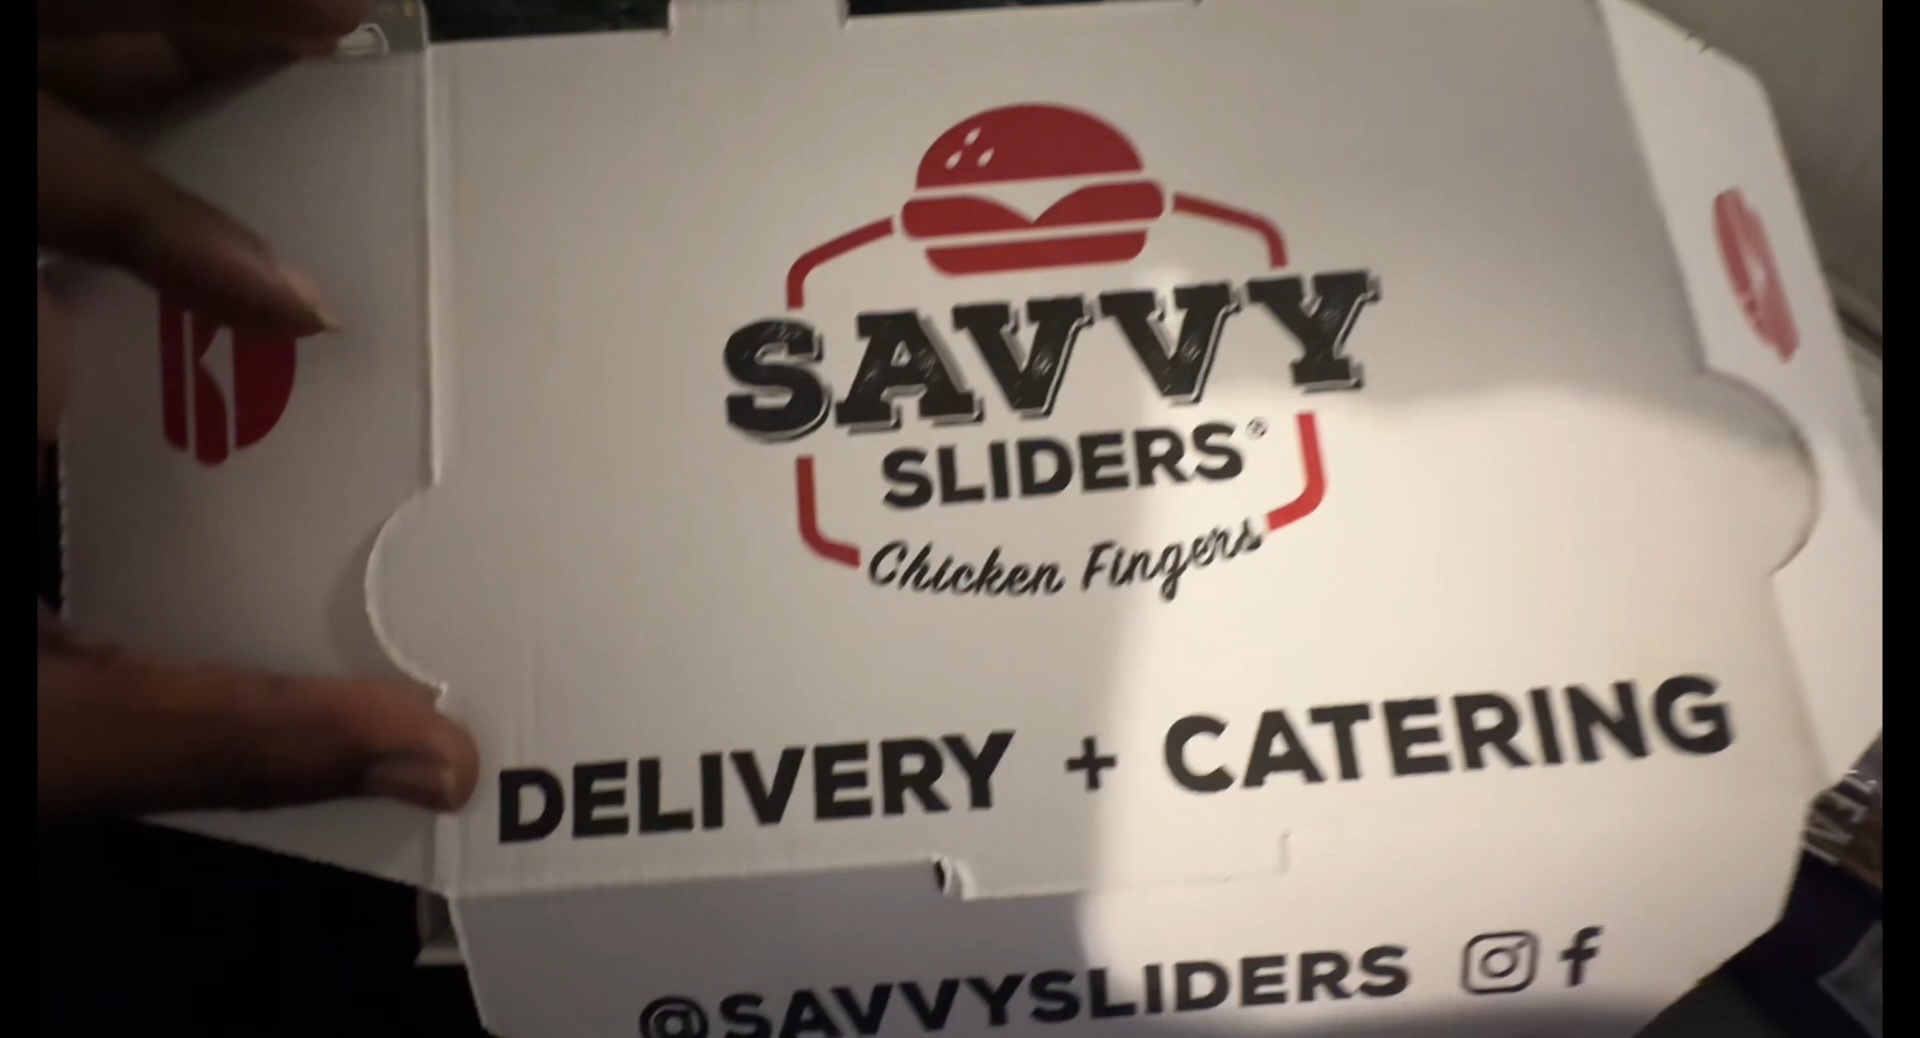 SAVVY
SLIDERS®
Chicken Fingers
DELIVERY + CATERING
@SAVVYSLIDERS